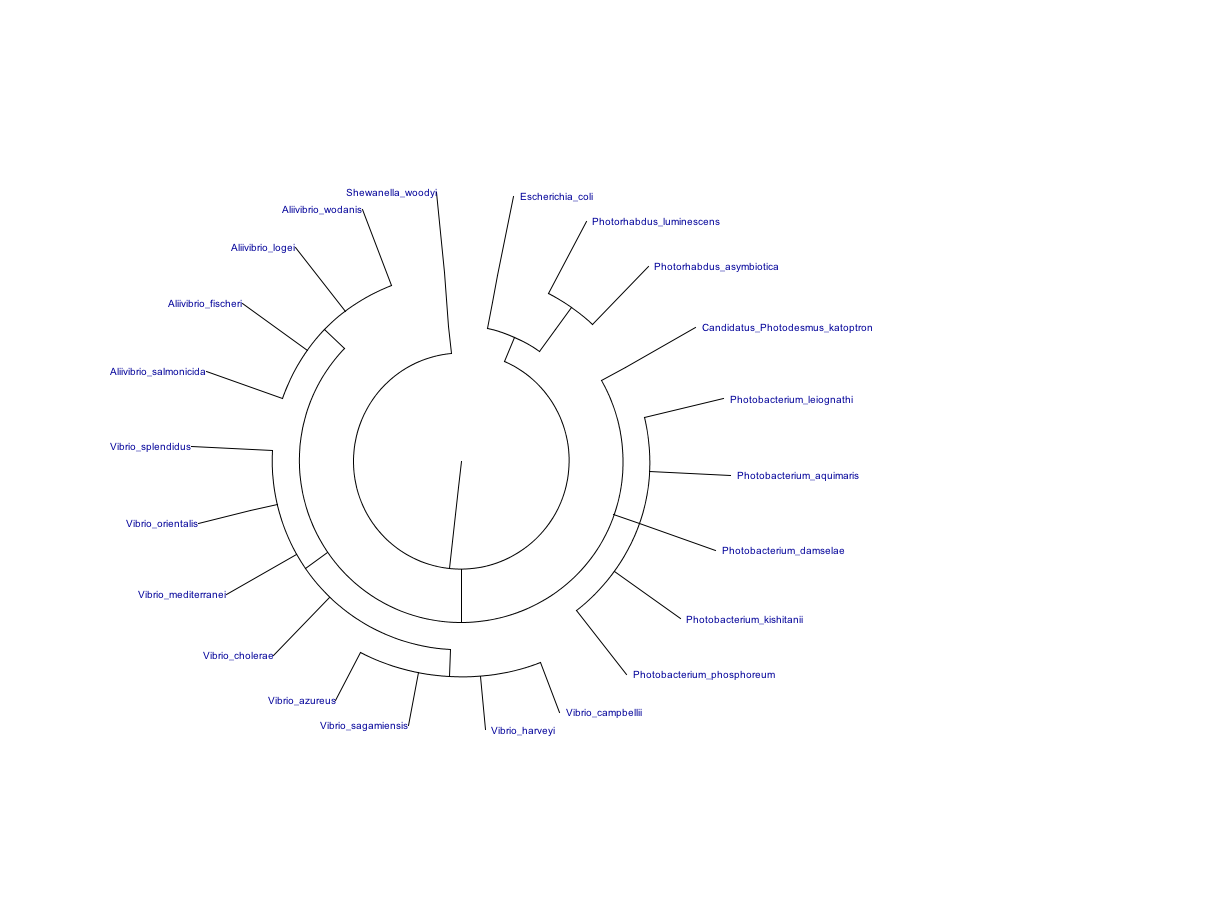 Shewanella_woodyi
Escherichia_coli
Aliivibrio_wodanis
Photorhabdus_luminescens
Aliivibrio_logei
Photorhabdus_asymbiotica
Aliivibrio_fischeri
Candidatus_Photodesmus_katoptron
Aliivibrio_salmonicida
Photobacterium_leiognathi
Vibrio_splendidus
Photobacterium_aquimaris
Vibrio_orientalis
Photobacterium_damselae
Vibrio_mediterranei
Photobacterium_kishitanii
Vibrio_cholerae
Photobacterium_phosphoreum
Vibrio_azureus
Vibrio_campbellii
Vibrio_sagamiensis
Vibrio_harveyi